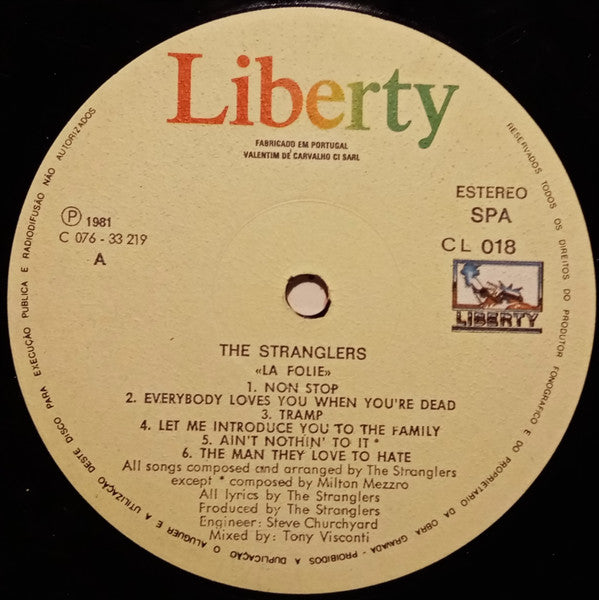 Liberty
FABRICADO EM PORTUGAL
VALENTIM DE CARVALHO CI SARL
ESTEREO
SPA
CL 018
LIBERTY
Ⓟ 1981
C 076 - 33 219
A
THE STRANGLERS
«LA FOLIE»
1. NON STOP
2. EVERYBODY LOVES YOU WHEN YOU'RE DEAD
3. TRAMP
4. LET ME INTRODUCE YOU TO THE FAMILY
5. AIN'T NOTHIN' TO IT *
6. THE MAN THEY LOVE TO HATE
All songs composed and arranged by The Stranglers
except * composed by Milton Mezzro
All lyrics by The Stranglers
Produced by The Stranglers
Engineer: Steve Churchyard
Mixed by: Tony Visconti
RESERVADOS TODOS OS DIREITOS DO PRODUTOR FONOGRAFICO E DO PROPRIETARIO DA OBRA GRAVADA - PROIBIDOS A DUPLICAÇAO O ALUGUER E A UTILIZAÇAO DESTE DISCO PARA EXECUÇÃO PUBLICA E RADIODIFUSÃO NÃO AUTORIZADOS